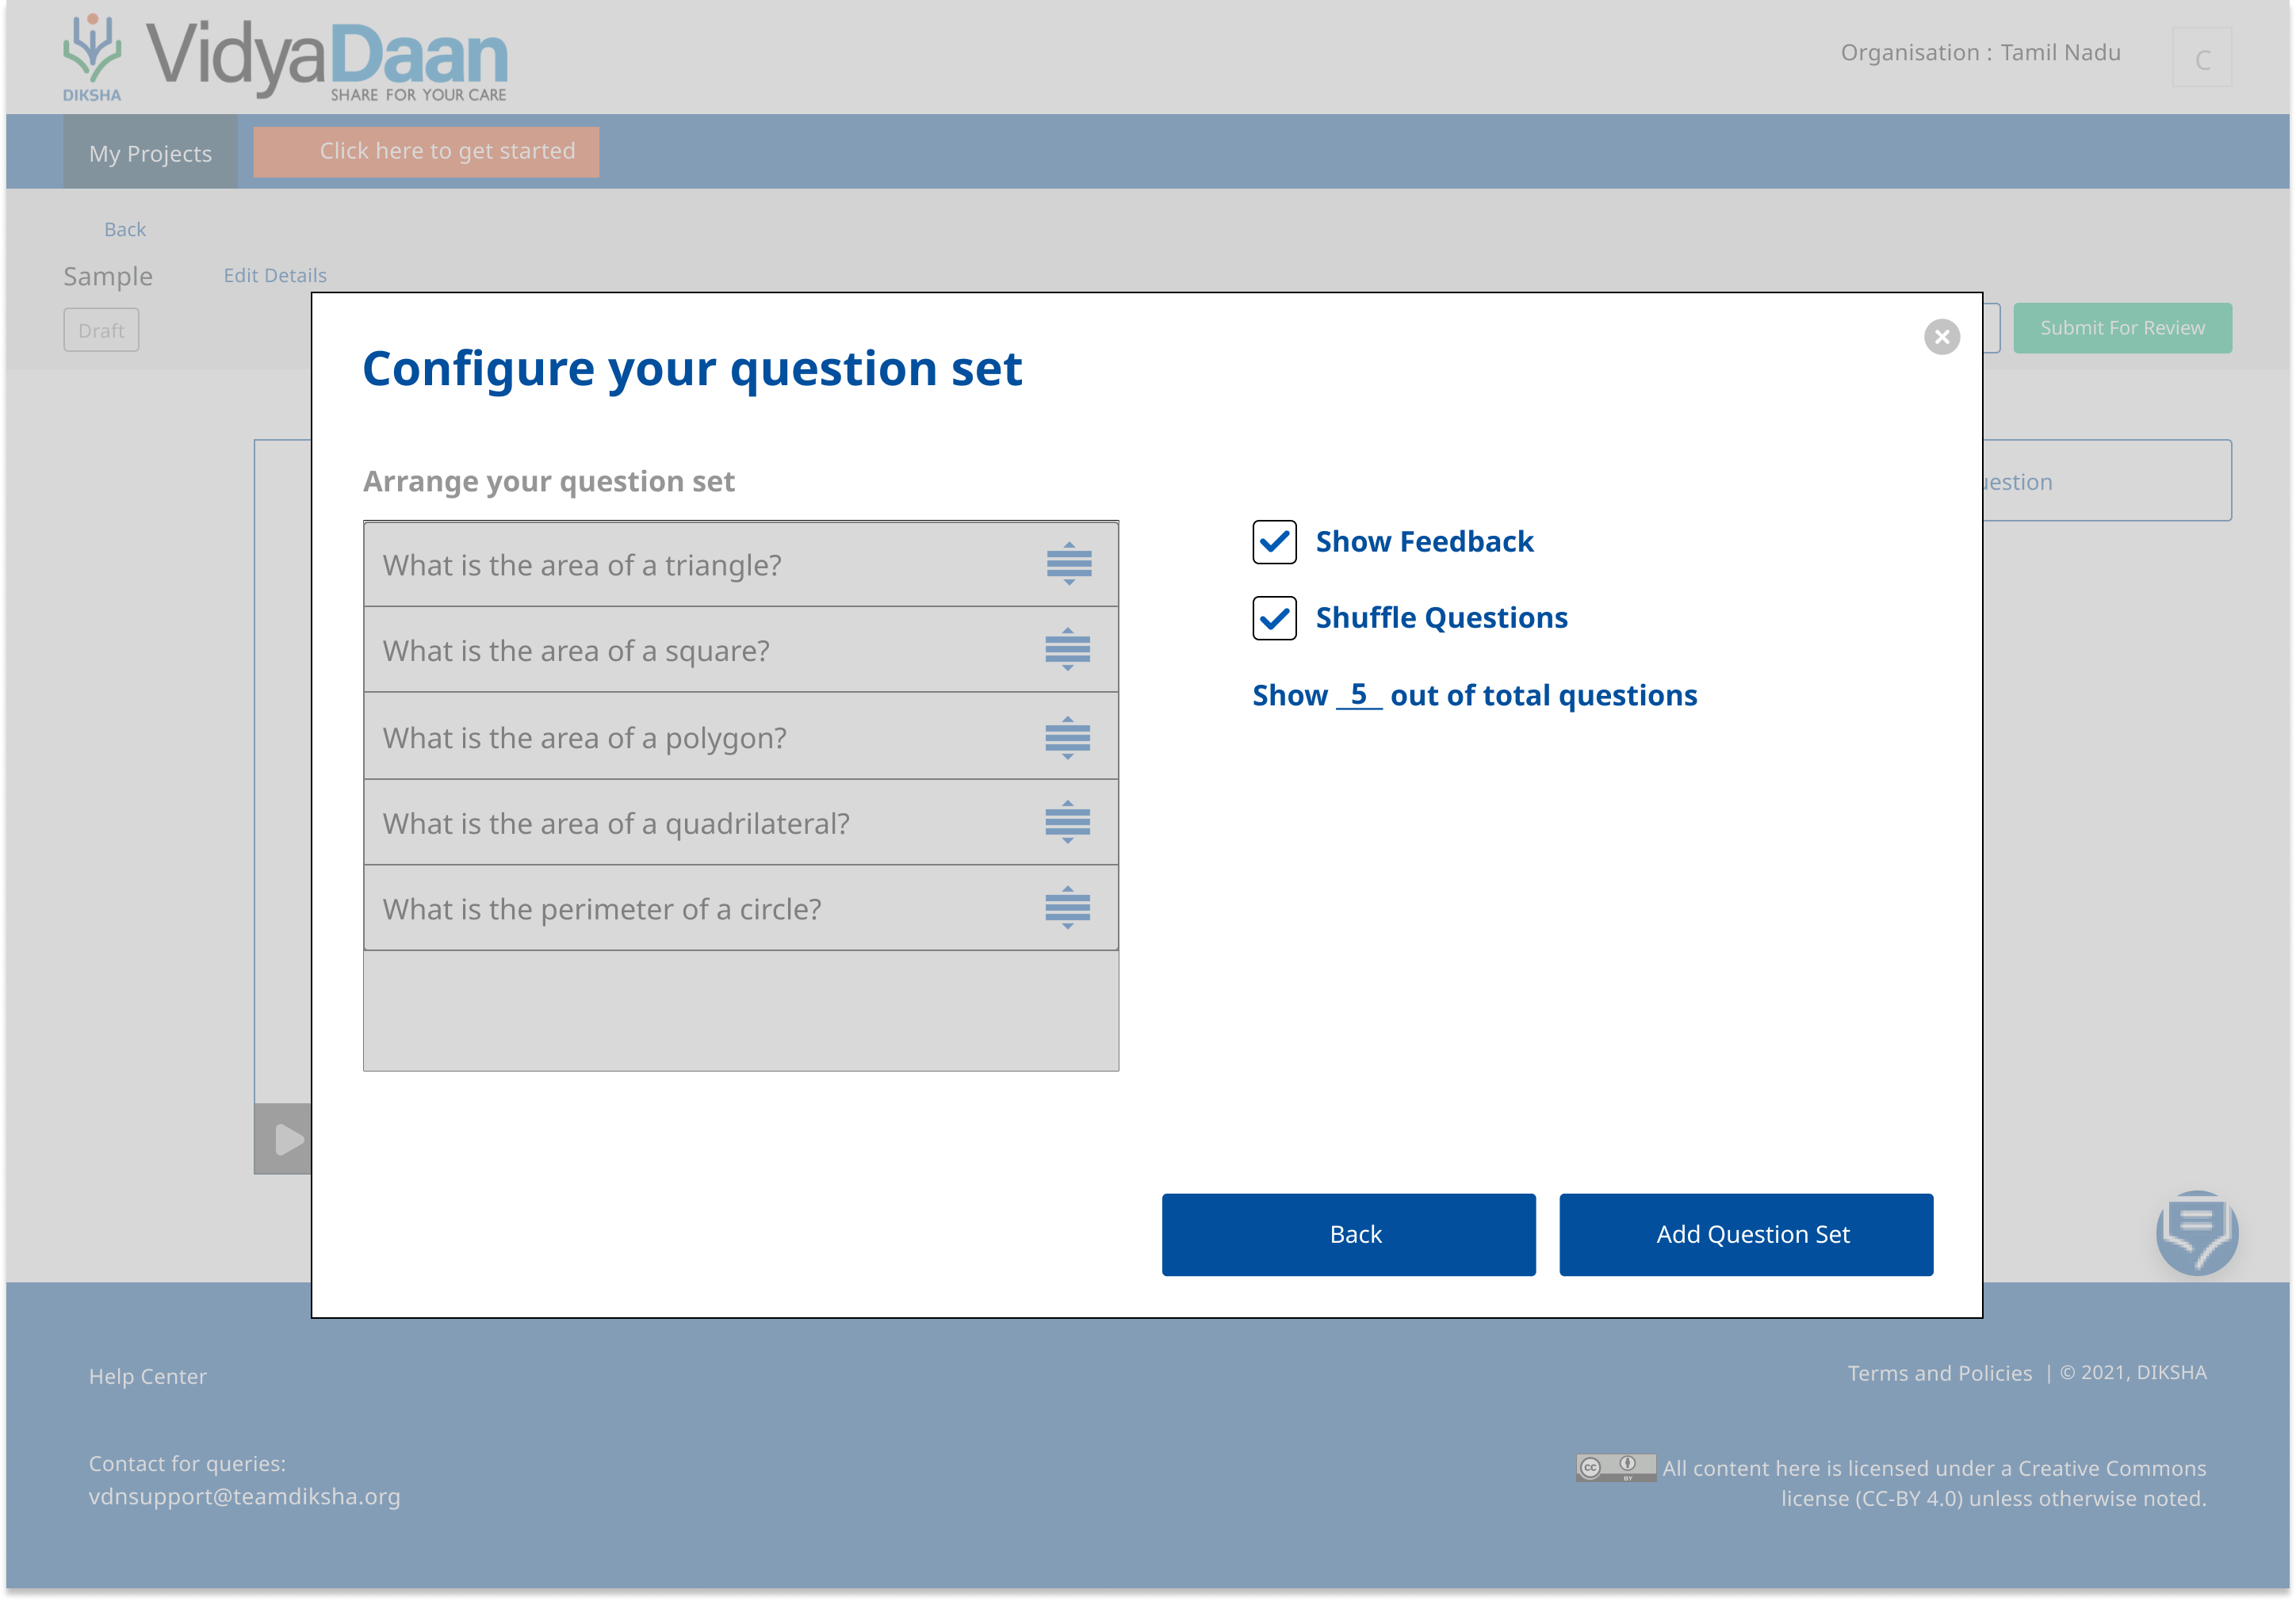 DIKSHA
VidyaDaan
SHARE FOR YOUR CARE
Organisation : Tamil Nadu
C
My Projects
Click here to get started
Back
Sample
Edit Details
Draft
Submit For Review
Configure your question set
Arrange your question set
What is the area of a triangle?
What is the area of a square?
What is the area of a polygon?
What is the area of a quadrilateral?
What is the perimeter of a circle?
Show Feedback
Shuffle Questions
Show 5 out of total questions
Back
Add Question Set
Help Center
Terms and Policies | © 2021, DIKSHA
Contact for queries:
vdnsupport@teamdiksha.org
CC BY All content here is licensed under a Creative Commons
license (CC-BY 4.0) unless otherwise noted.